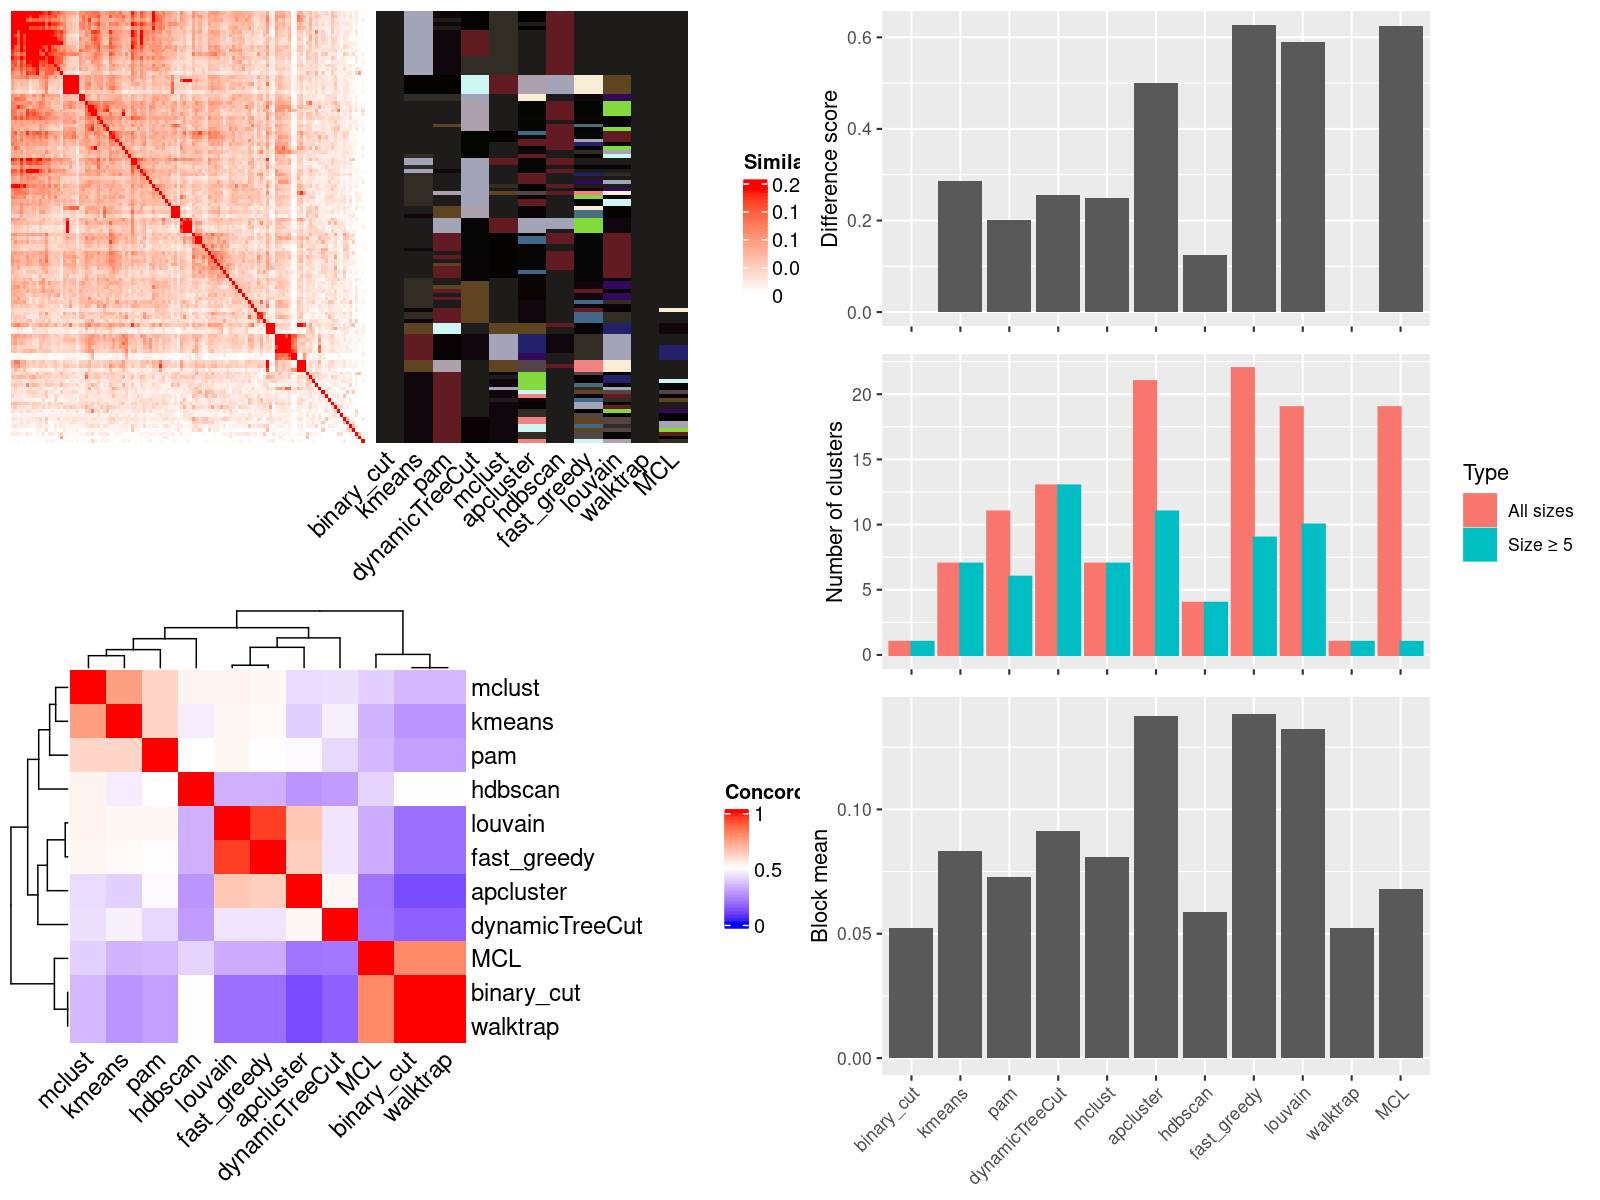 Simila
0.2
0.1
0.1
0.0
0
binary_cut
kmeans
pam
dynamicTreeCut
mclust
apcluster
hdbscan
fast_greedy
louvain
walktrap
MCL
mclust
kmeans
pam
hdbscan
louvain
fast_greedy
apcluster
dynamicTreeCut
MCL
binary_cut
walktrap
mclust
kmeans
pam
hdbscan
louvain
fast_greedy
apcluster
dynamicTreeCut
MCL
binary_cut
walktrap
Concord
1
0.5
0
Difference score
0.6
0.4
0.2
0.0
Number of clusters
20
15
10
5
0
Type
All sizes
Size ≥ 5
Block mean
0.10
0.05
0.00
binary_cut
kmeans
pam
dynamicTreeCut
mclust
apcluster
hdbscan
fast_greedy
louvain
walktrap
MCL